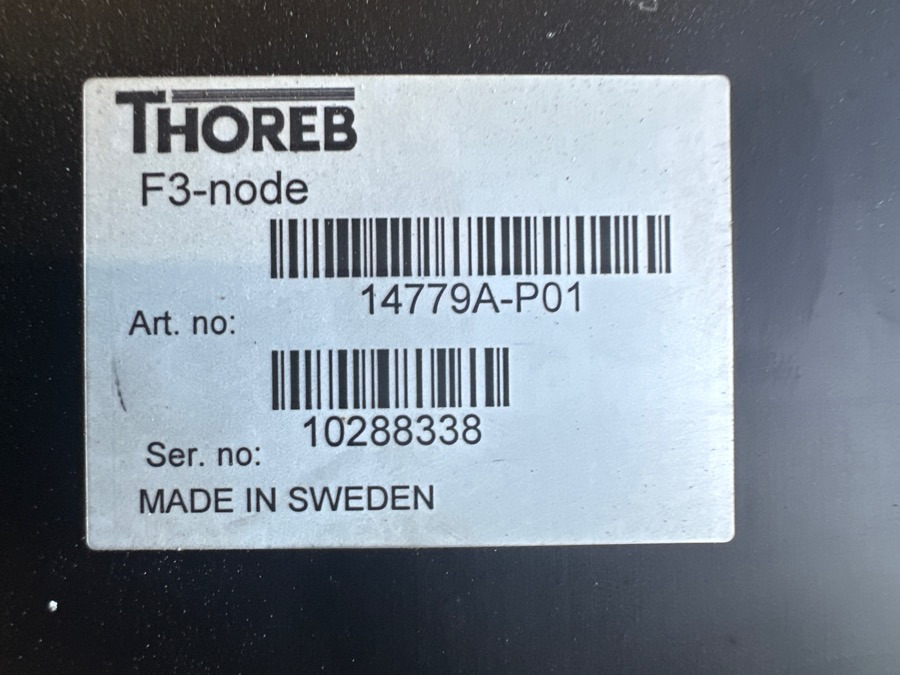 THOREB
F3-node
14779A-P01
Art. no:
10288338
Ser. no:
MADE IN SWEDEN